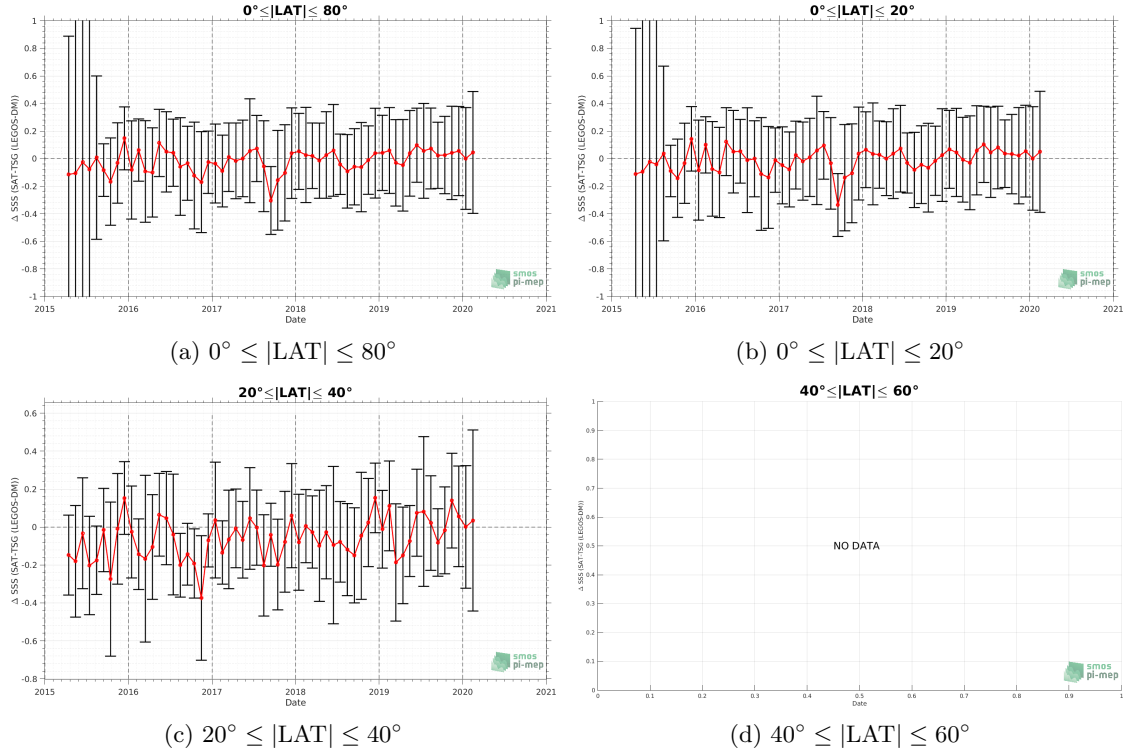 0°≤|LAT|≤ 80°
Δ SSS (SAT-TSG (LEGOS-DM))
1
0.8
0.6
0.4
0.2
0
-0.2
-0.4
-0.6
-0.8
-1
2015 2016 2017 2018 2019 2020 2021
Date
smos
pi-mep
(a) 0° ≤ |LAT| ≤ 80°
0°≤|LAT|≤ 20°
Δ SSS (SAT-TSG (LEGOS-DM))
1
0.8
0.6
0.4
0.2
0
-0.2
-0.4
-0.6
-0.8
-1
2015 2016 2017 2018 2019 2020 2021
Date
smos
pi-mep
(b) 0° ≤ |LAT| ≤ 20°
20°≤|LAT|≤ 40°
Δ SSS (SAT-TSG (LEGOS-DM))
0.6
0.4
0.2
0
-0.2
-0.4
-0.6
-0.8
2015 2016 2017 2018 2019 2020 2021
Date
smos
pi-mep
(c) 20° ≤ |LAT| ≤ 40°
40°≤|LAT|≤ 60°
Δ SSS (SAT-TSG (LEGOS-DM))
1
0.9
0.8
0.7
0.6
0.5
0.4
0.3
0.2
0.1
0
NO DATA
0 0.1 0.2 0.3 0.4 0.5 0.6 0.7 0.8 0.9 1
Date
smos
pi-mep
(d) 40° ≤ |LAT| ≤ 60°